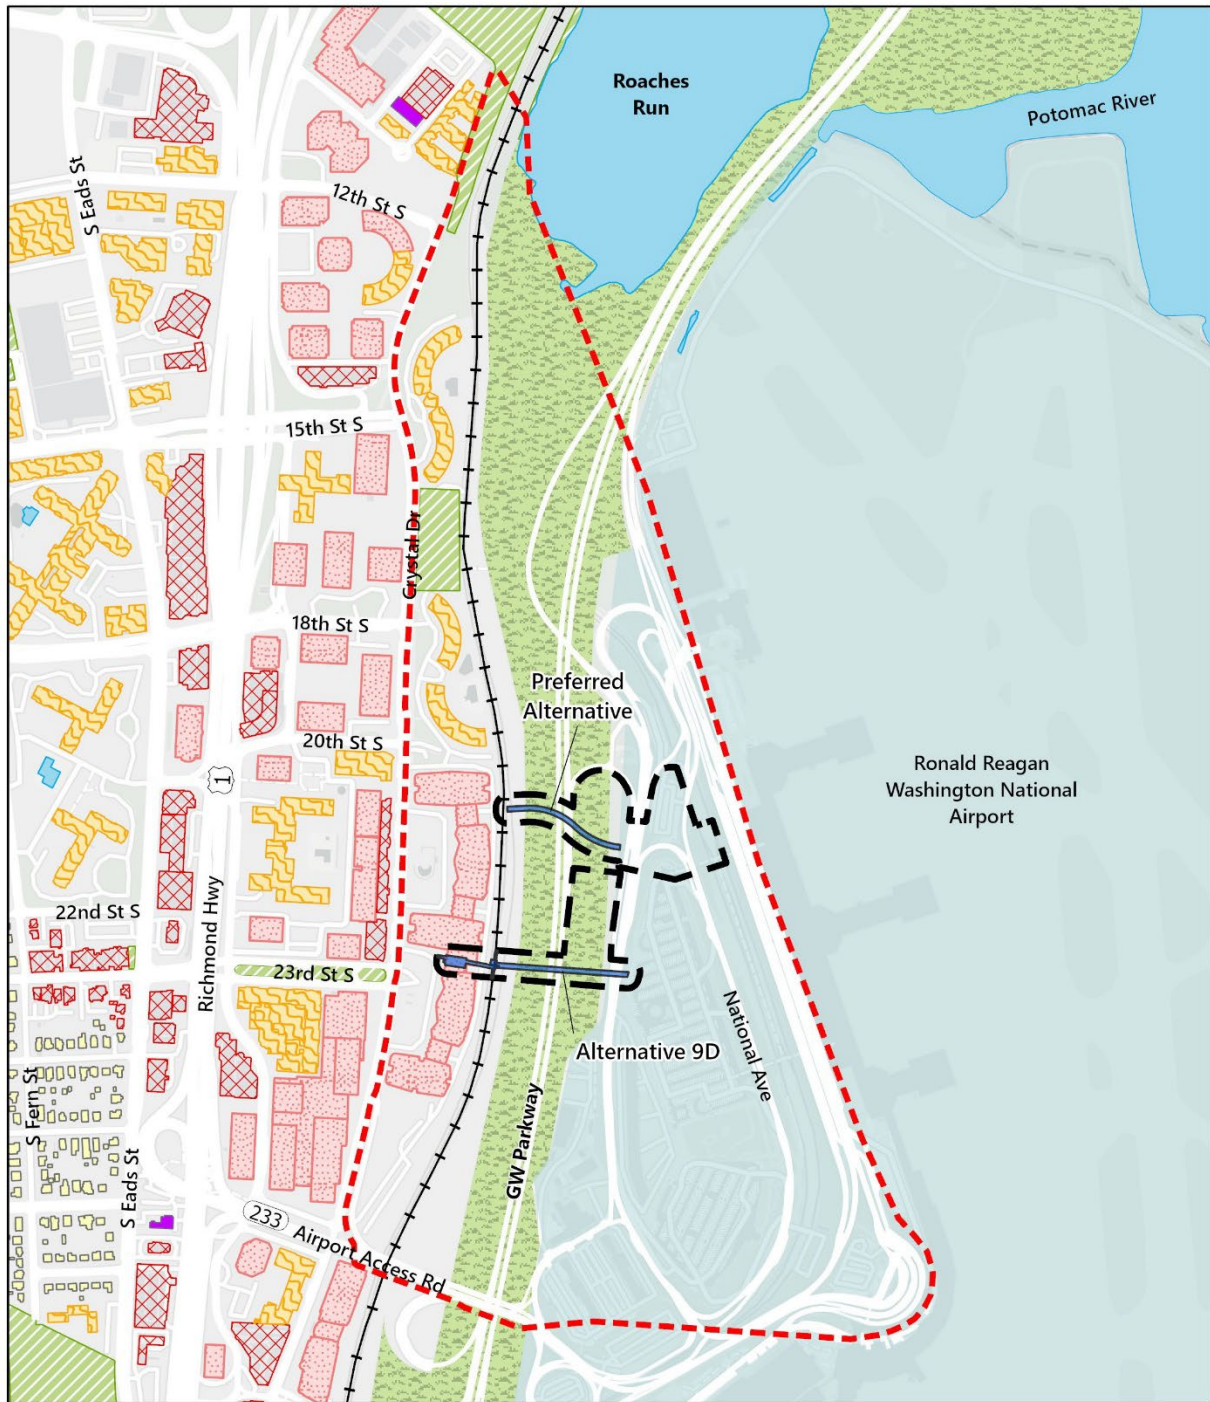 Roaches
Run
Potomac River
S Eads St
12th St S
15th St S
Crystal Dr
18th St S
Preferred
Alternative
20th St S
1
Ronald Reagan
Washington National
Airport
22nd St S
Richmond Hwy
23rd St S
National Ave
Alternative 9D
S Fern St
GW Parkway
S Eads St
233
Airport Access Rd